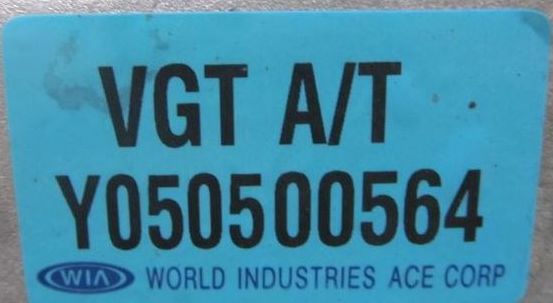 VGT A/T
Y050500564
WIA WORLD INDUSTRIES ACE CORP